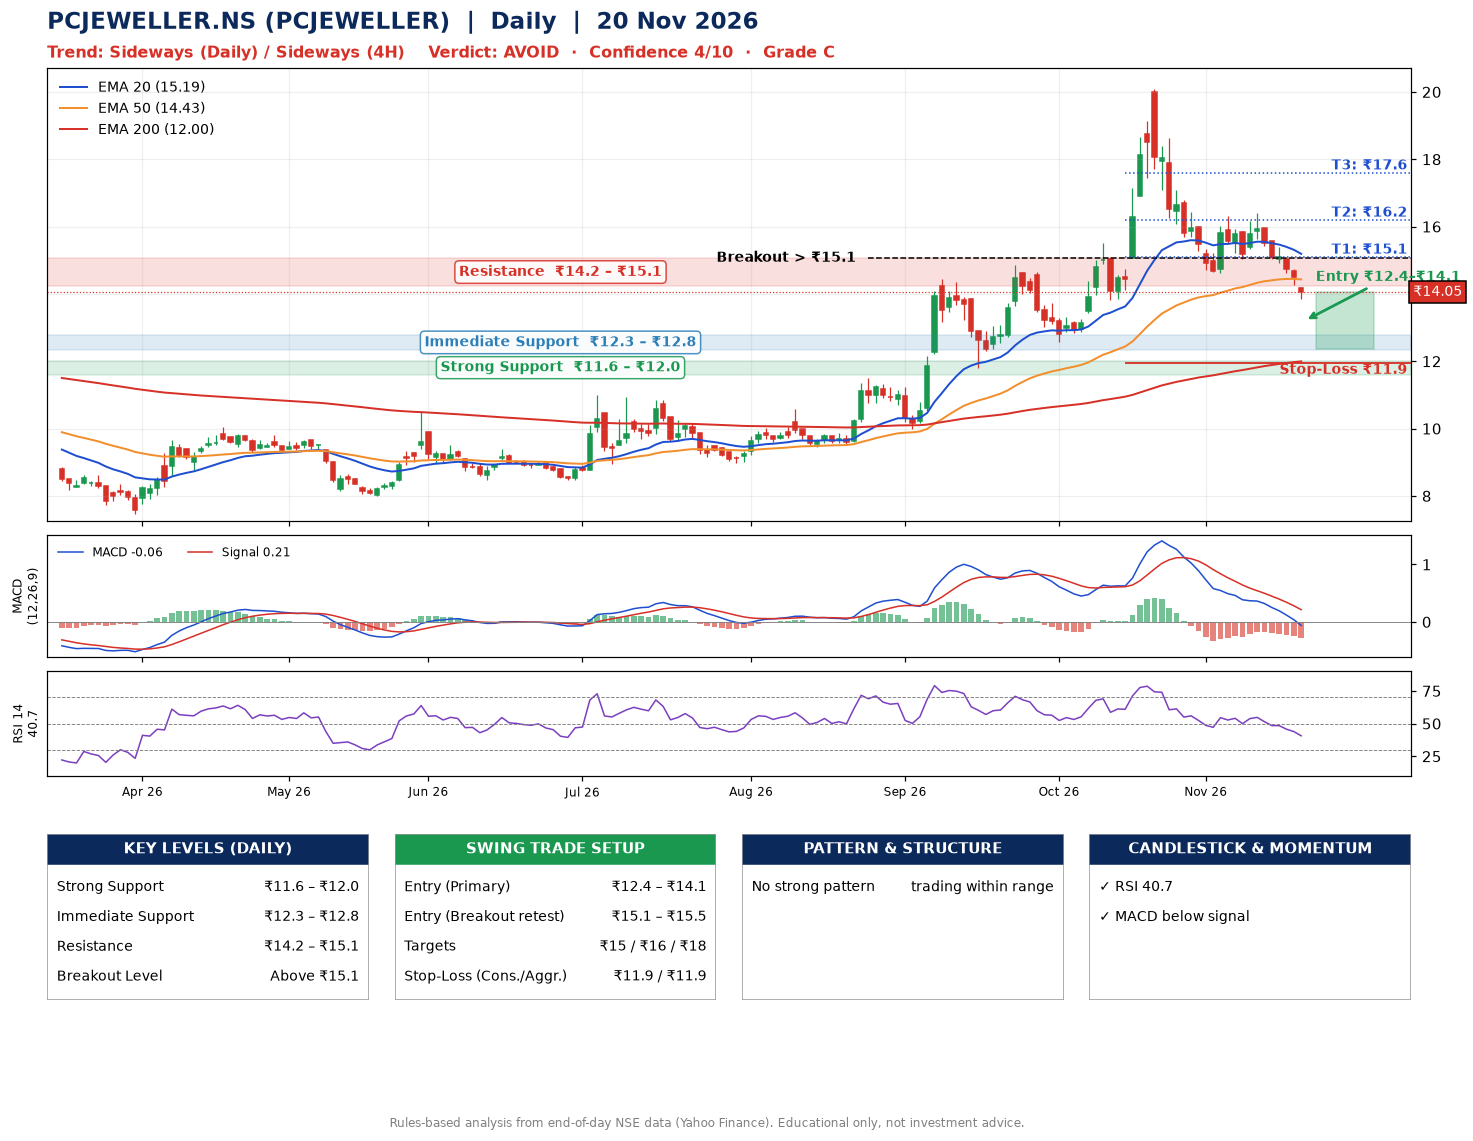 PCJEWELLER.NS (PCJEWELLER)  |  Daily  |  20 Nov 2026
Trend: Sideways (Daily) / Sideways (4H)    Verdict: AVOID  ·  Confidence 4/10  ·  Grade C
EMA 20 (15.19)
EMA 50 (14.43)
EMA 200 (12.00)
20
18
16
12
10
8
T3: ₹17.6
T2: ₹16.2
T1: ₹15.1
Breakout > ₹15.1
Resistance  ₹14.2 – ₹15.1
Entry ₹12.4–₹14.1
₹14.05
Immediate Support  ₹12.3 – ₹12.8
Strong Support  ₹11.6 – ₹12.0
Stop-Loss ₹11.9
MACD -0.06
Signal 0.21
MACD
(12,26,9)
1
0
RSI 14
40.7
75
50
25
Apr 26
May 26
Jun 26
Jul 26
Aug 26
Sep 26
Oct 26
Nov 26
KEY LEVELS (DAILY)
Strong Support ₹11.6 – ₹12.0
Immediate Support ₹12.3 – ₹12.8
Resistance ₹14.2 – ₹15.1
Breakout Level Above ₹15.1
SWING TRADE SETUP
Entry (Primary) ₹12.4 – ₹14.1
Entry (Breakout retest) ₹15.1 – ₹15.5
Targets ₹15 / ₹16 / ₹18
Stop-Loss (Cons./Aggr.) ₹11.9 / ₹11.9
PATTERN & STRUCTURE
No strong pattern trading within range
CANDLESTICK & MOMENTUM
✓ RSI 40.7
✓ MACD below signal
Rules-based analysis from end-of-day NSE data (Yahoo Finance). Educational only, not investment advice.